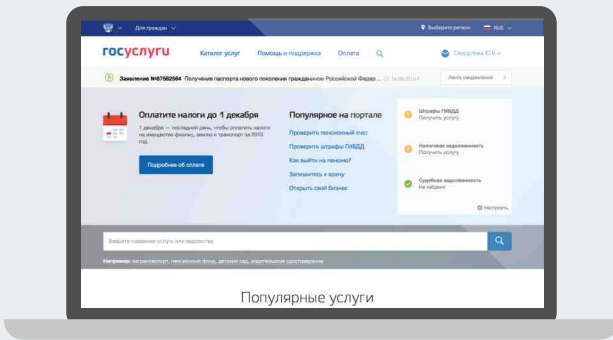 Для граждан
Выберите регион
RUS
госуслуги
Каталог услуг Помощь и поддержка Оплата
Свердлова Ю.В.
Заявление №67582564 Получение паспорта нового поколения гражданином Российской Федер...
Лента уведомлений
Оплатите налоги до 1 декабря
1 декабря — последний день, чтобы оплатить налоги
на имущество физлиц, землю и транспорт за 2015
год
Подробнее об оплате
Популярное на портале
Проверить пенсионный счет
Проверить штрафы ГИБДД
Как выйти на пенсию?
Запишитесь к врачу
Открыть свой бизнес
Штрафы ГИБДД
Получить услугу
Налоговая задолженность
Получить услугу
Судебная задолженность
Не найдена
Настроить
Введите название услуги или ведомства
Например: загранпаспорт, пенсионный фонд, детский сад, водительское удостоверение
Популярные услуги